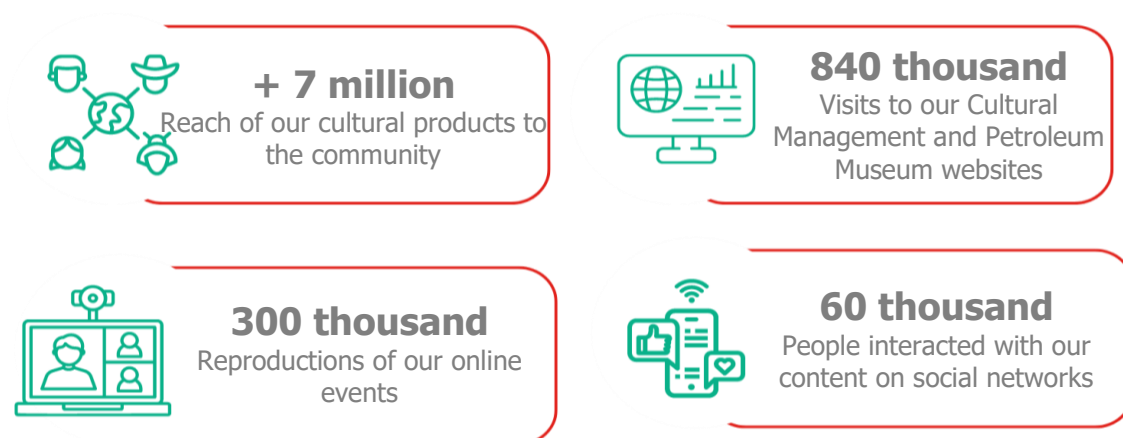 + 7 million
Reach of our cultural products to
the community
840 thousand
Visits to our Cultural
Management and Petroleum
Museum websites
300 thousand
Reproductions of our online
events
60 thousand
People interacted with our
content on social networks